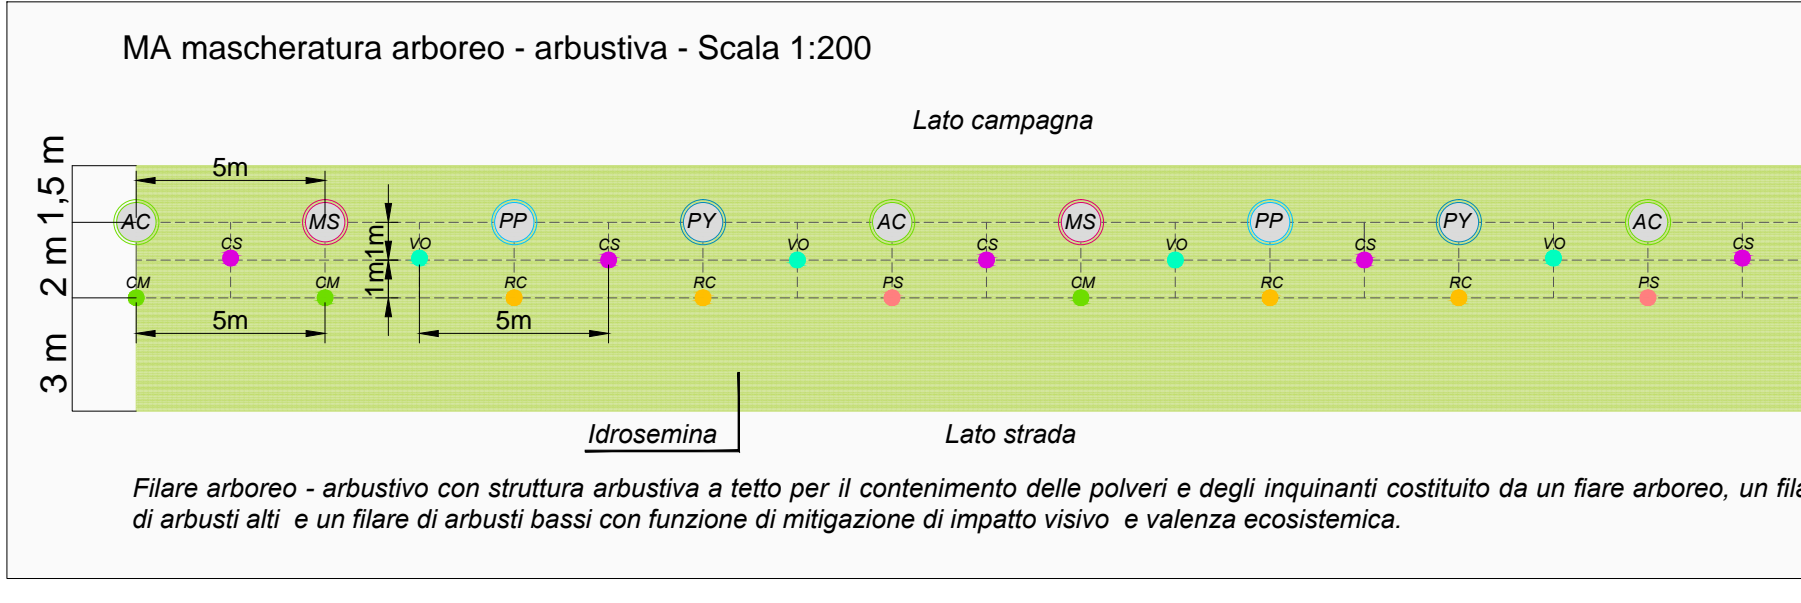 MA mascheratura arboreo - arbustiva - Scala 1:200
Lato campagna
1,5 m
2 m
3 m
5m
AC MS PP PY AC MS PP PY AC
1m
1m
CS VO CS VO CS VO CS VO CS
CM CM RC RC PS CM RC RC PS
5m 5m
Idrosemina
Lato strada
Filare arboreo - arbustivo con struttura arbustiva a tetto per il contenimento delle polveri e degli inquinanti costituito da un fiare arboreo, un fila
di arbusti alti e un filare di arbusti bassi con funzione di mitigazione di impatto visivo e valenza ecosistemica.